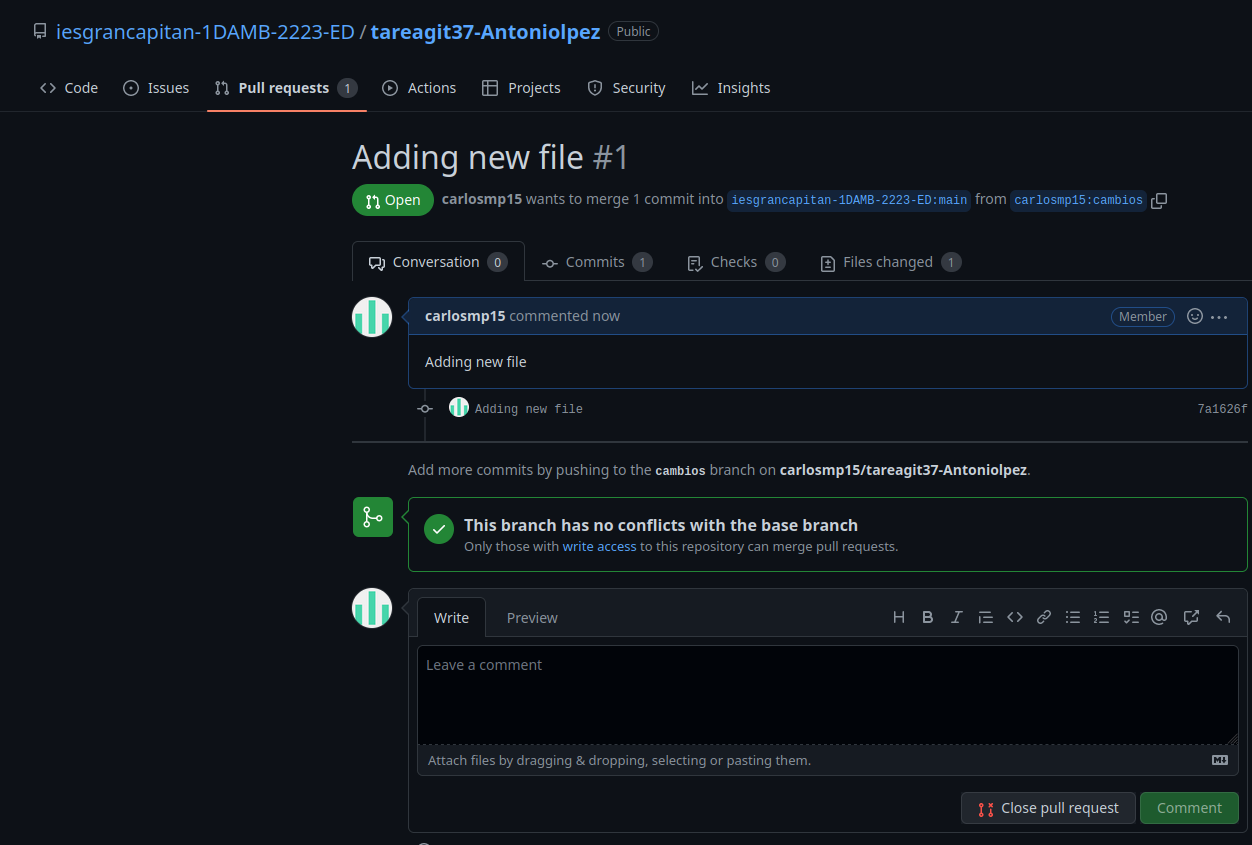 iesgrancapitan-1DAMB-2223-ED / tareagit37-Antoniolpez Public
Code Issues Pull requests 1 Actions Projects Security Insights
Adding new file #1
Open carlosmp15 wants to merge 1 commit into iesgrancapitan-1DAMB-2223-ED:main from carlosmp15:cambios
Conversation 0 Commits 1 Checks 0 Files changed 1
carlosmp15 commented now Member
Adding new file
Adding new file 7a1626f
Add more commits by pushing to the cambios branch on carlosmp15/tareagit37-Antoniolpez.
This branch has no conflicts with the base branch
Only those with write access to this repository can merge pull requests.
Write Preview
Leave a comment
Attach files by dragging & dropping, selecting or pasting them.
Close pull request Comment